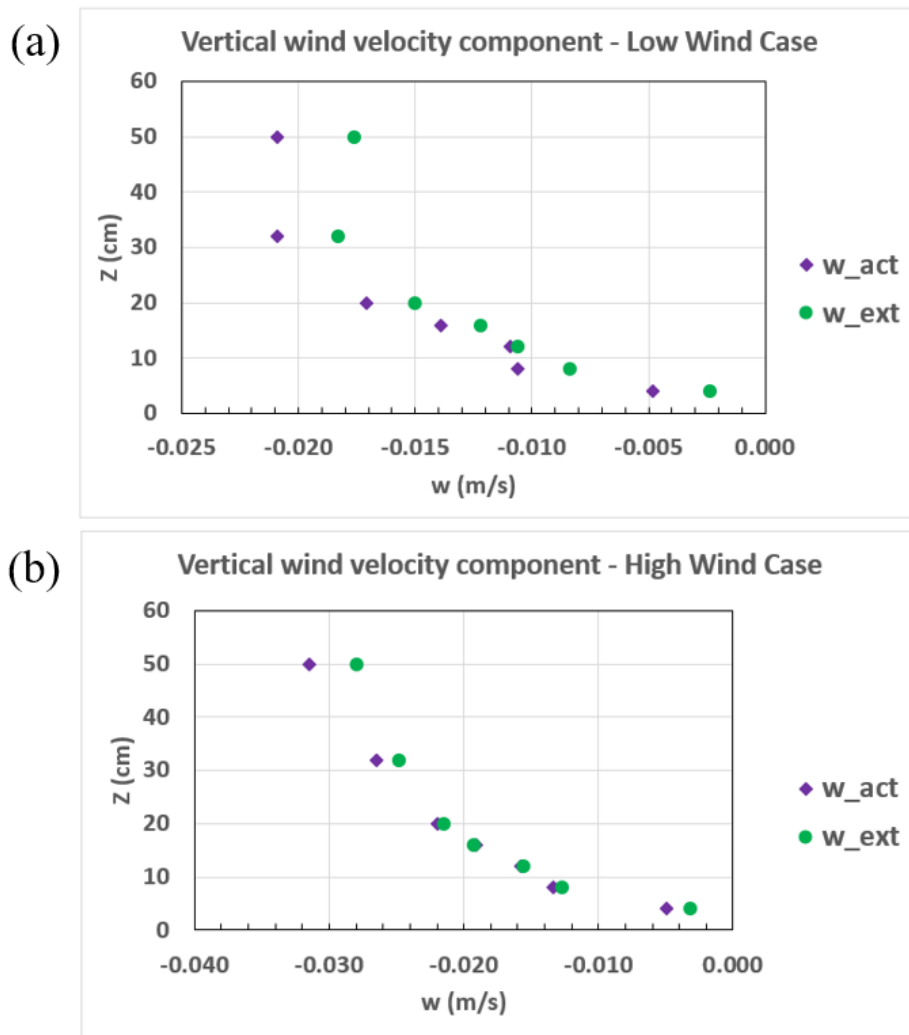 (a)
Vertical wind velocity component - Low Wind Case
60
50
40
30
20
10
0
Z (cm)
-0.025 -0.020 -0.015 -0.010 -0.005 0.000
w (m/s)
w_act
w_ext
(b)
Vertical wind velocity component - High Wind Case
60
50
40
30
20
10
0
Z (cm)
-0.040 -0.030 -0.020 -0.010 0.000
w (m/s)
w_act
w_ext